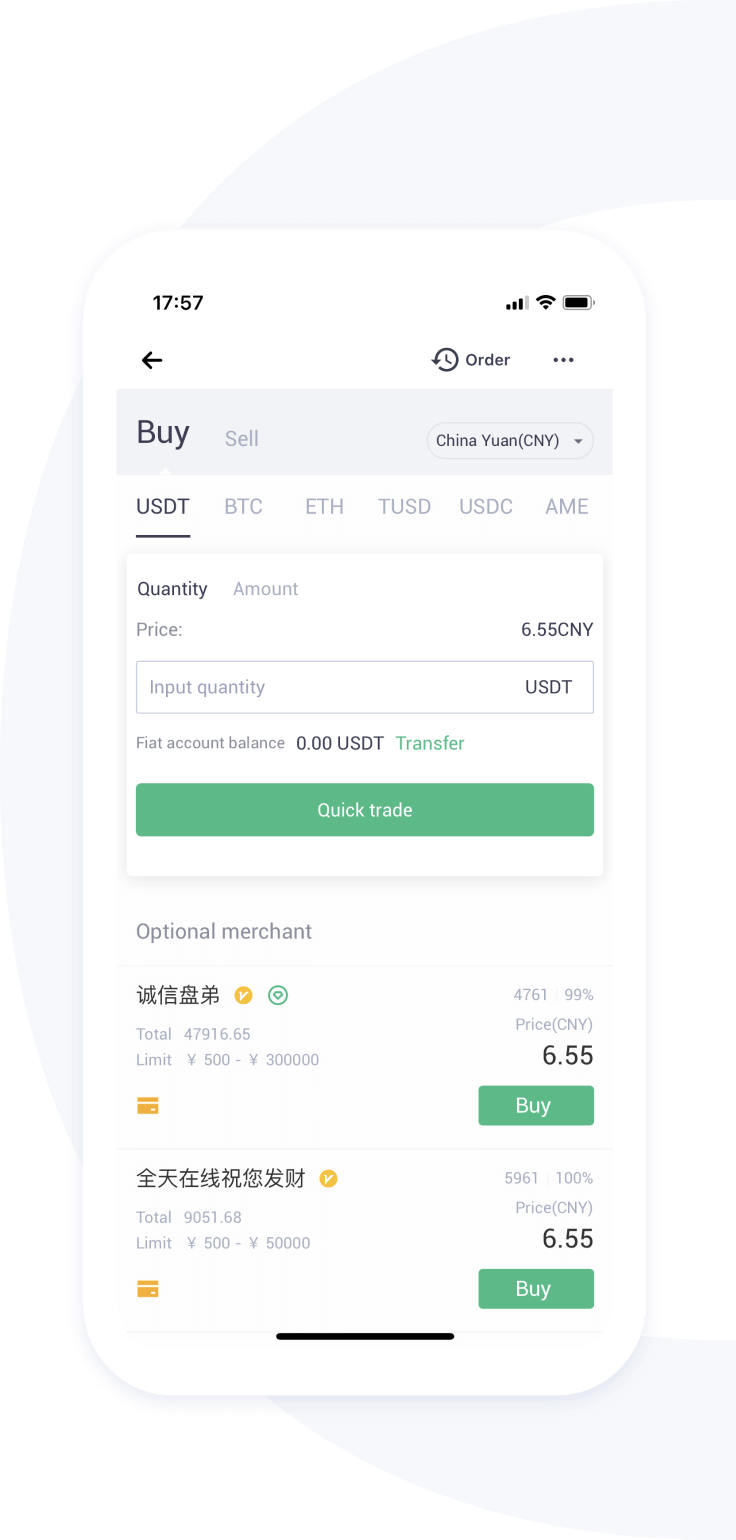 17:57
Order
Buy Sell China Yuan(CNY)
USDT BTC ETH TUSD USDC AME
Quantity Amount
Price: 6.55CNY
Input quantity USDT
Fiat account balance 0.00 USDT Transfer
Quick trade
Optional merchant
诚信盘弟 4761 99%
Price(CNY)
Total 47916.65
6.55
Limit ¥ 500 - ¥ 300000
Buy
全天在线祝您发财 5961 100%
Price(CNY)
Total 9051.68
6.55
Limit ¥ 500 - ¥ 50000
Buy